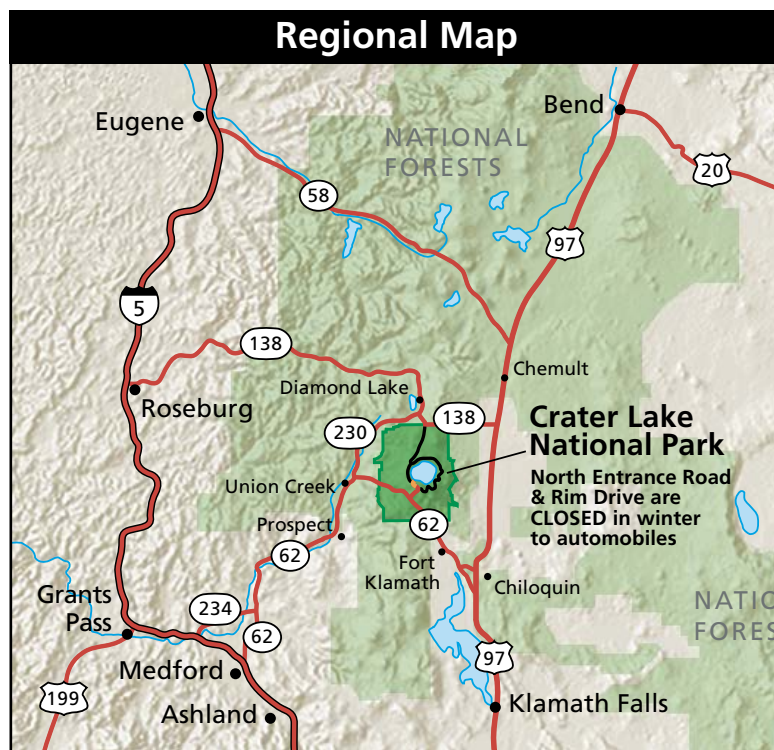 Regional Map
Eugene
Bend
NATIONAL
FORESTS
20
58
97
5
138
Chemult
Diamond Lake
Roseburg
138
230
Crater Lake
National Park
North Entrance Road
& Rim Drive are
CLOSED in winter
to automobiles
Union Creek
Prospect
62
62
Fort
Klamath
Chiloquin
Grants
Pass
234
62
NATIO
FORES
97
Medford
199
Klamath Falls
Ashland